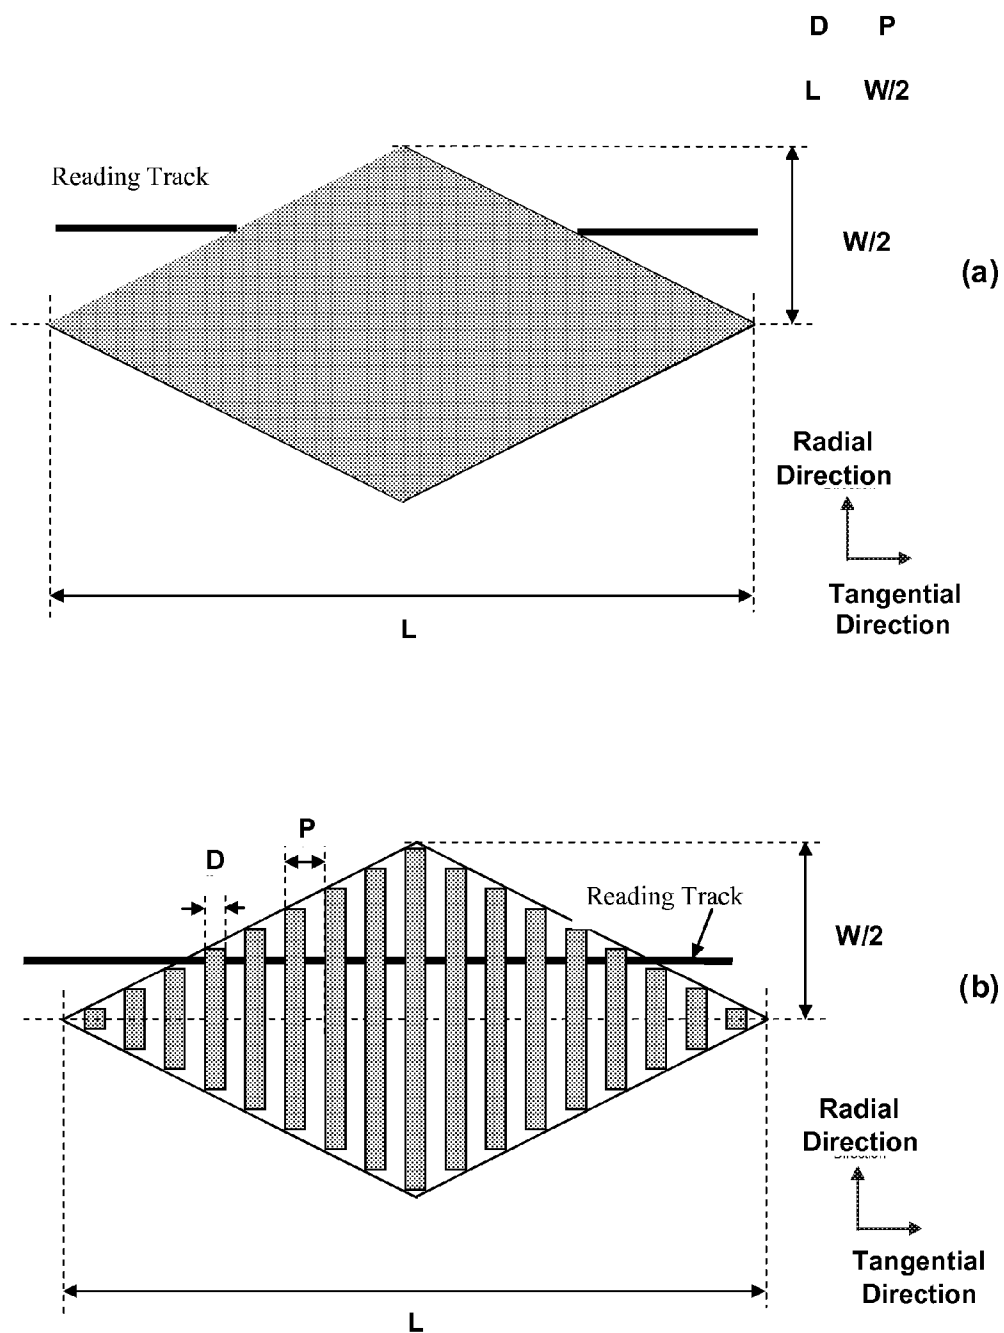 D P
L W/2
Reading Track
W/2
(a)
Radial
Direction
Tangential
Direction
L
P
D
Reading Track
W/2
(b)
Radial
Direction
Tangential
Direction
L